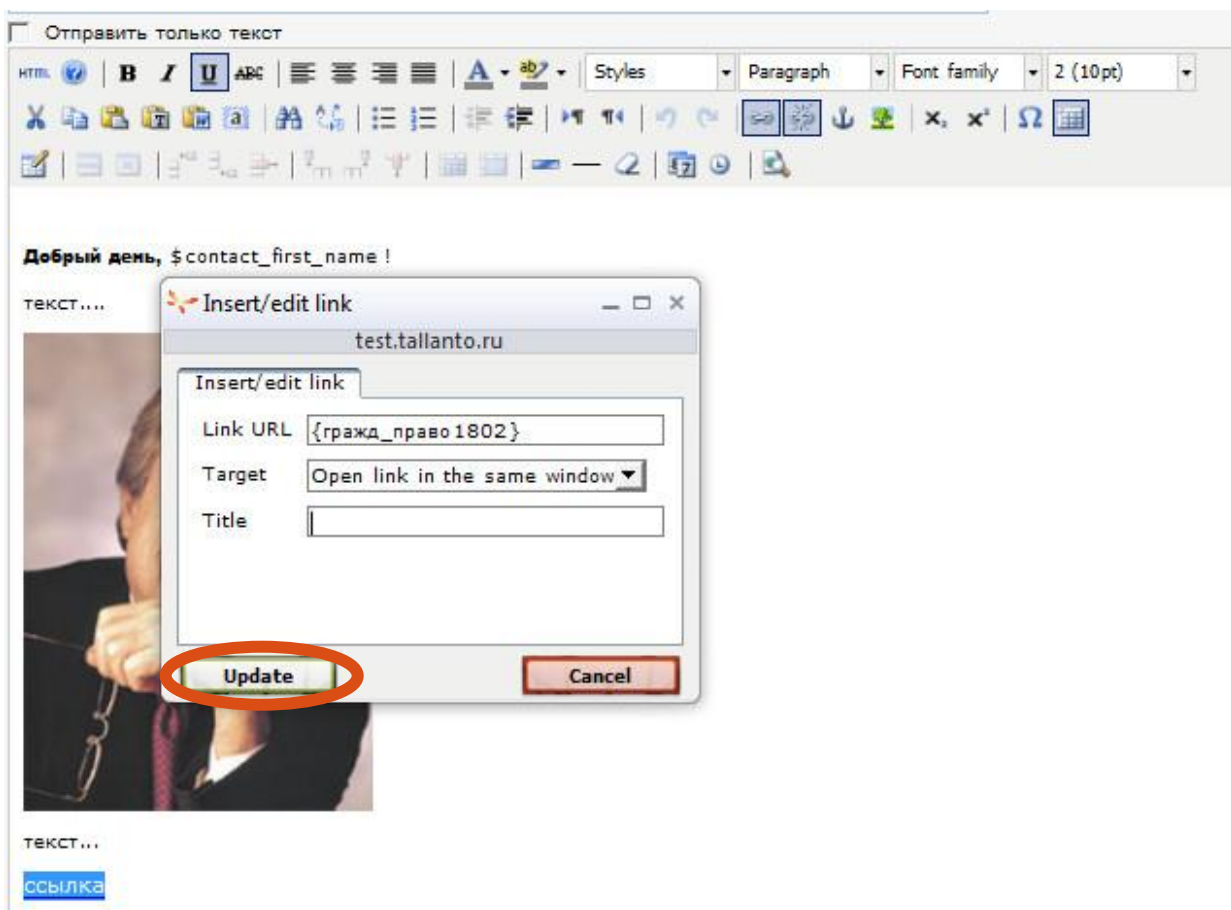 Отправить только текст
HTML B I U ABC A ab Styles Paragraph Font family 2 (10pt)
Добрый день, $contact_first_name !
текст....
Insert/edit link
test.tallanto.ru
Insert/edit link
Link URL {гражд_право1802}
Target Open link in the same window
Title
Update Cancel
текст...
ссылка